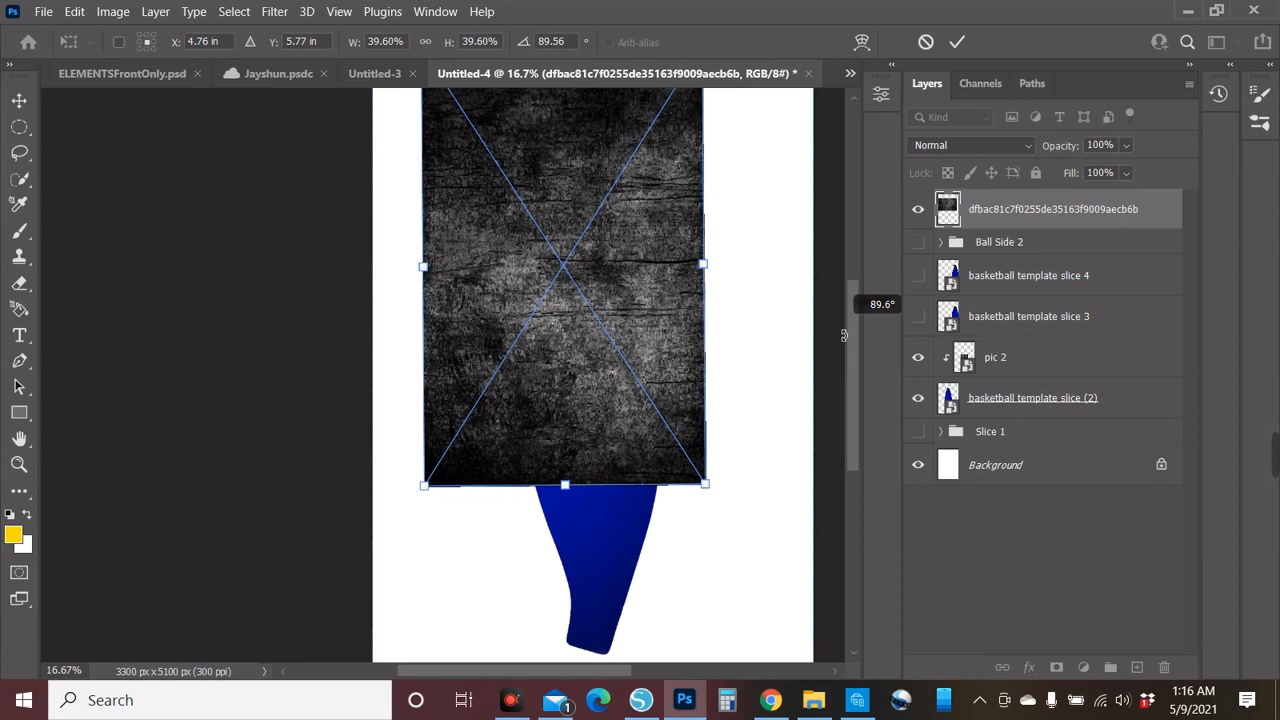 Ps File Edit Image Layer Type Select Filter 3D View Plugins Window Help
X: 4.76 in Y: 5.77 in W: 39.60% H: 39.60% 89.56 ° Anti-alias
ELEMENTSFrontOnly.psd × Jayshun.psdc × Untitled-3 × Untitled-4 @ 16.7% (dfbac81c7f0255de35163f9009aecb6b, RGB/8#) * ×
Layers Channels Paths
Kind
Normal Opacity: 100%
Lock: Fill: 100%
dfbac81c7f0255de35163f9009aecb6b
Ball Side 2
basketball template slice 4
89.6°
basketball template slice 3
pic 2
basketball template slice (2)
Slice 1
Background
16.67% 3300 px x 5100 px (300 ppi)
Search
1
Ps
1:16 AM
5/9/2021